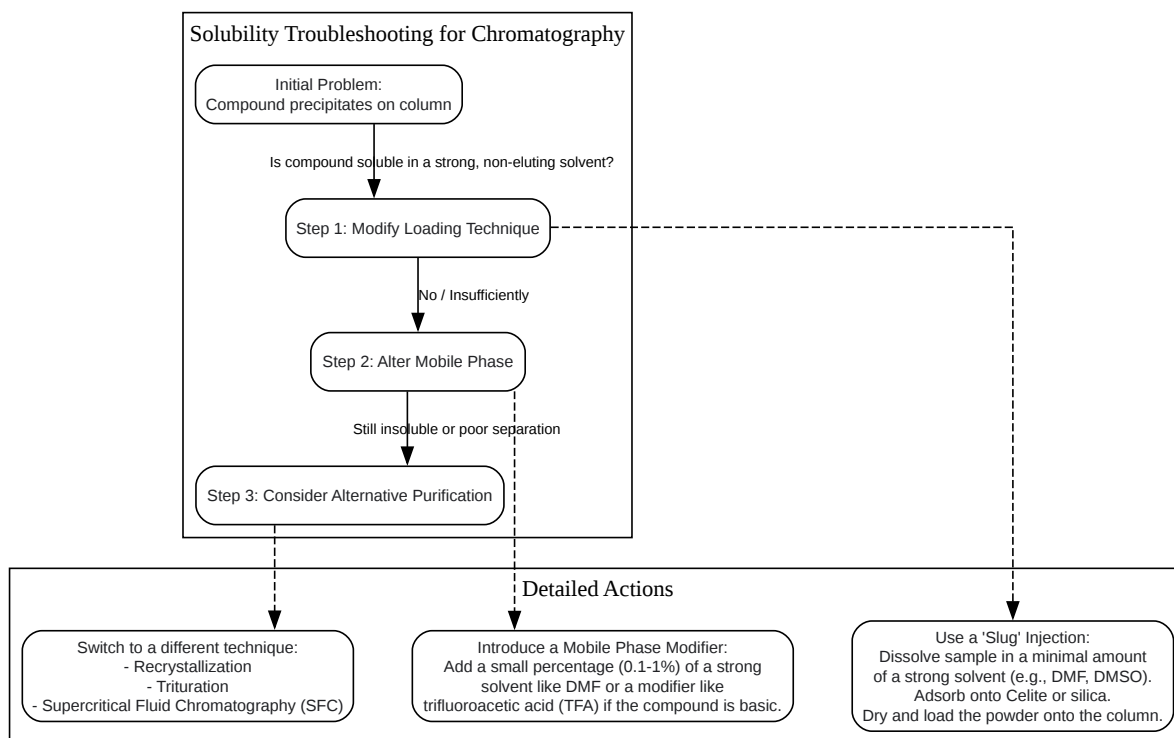 Solubility Troubleshooting for Chromatography
Initial Problem:
Compound precipitates on column
Is compound soluble in a strong, non-eluting solvent?
Step 1: Modify Loading Technique
No / Insufficiently
Step 2: Alter Mobile Phase
Still insoluble or poor separation
Step 3: Consider Alternative Purification
Detailed Actions
Switch to a different technique:
- Recrystallization
- Trituration
- Supercritical Fluid Chromatography (SFC)
Introduce a Mobile Phase Modifier:
Add a small percentage (0.1-1%) of a strong
solvent like DMF or a modifier like
trifluoroacetic acid (TFA) if the compound is basic.
Use a 'Slug' Injection:
Dissolve sample in a minimal amount
of a strong solvent (e.g., DMF, DMSO).
Adsorb onto Celite or silica.
Dry and load the powder onto the column.